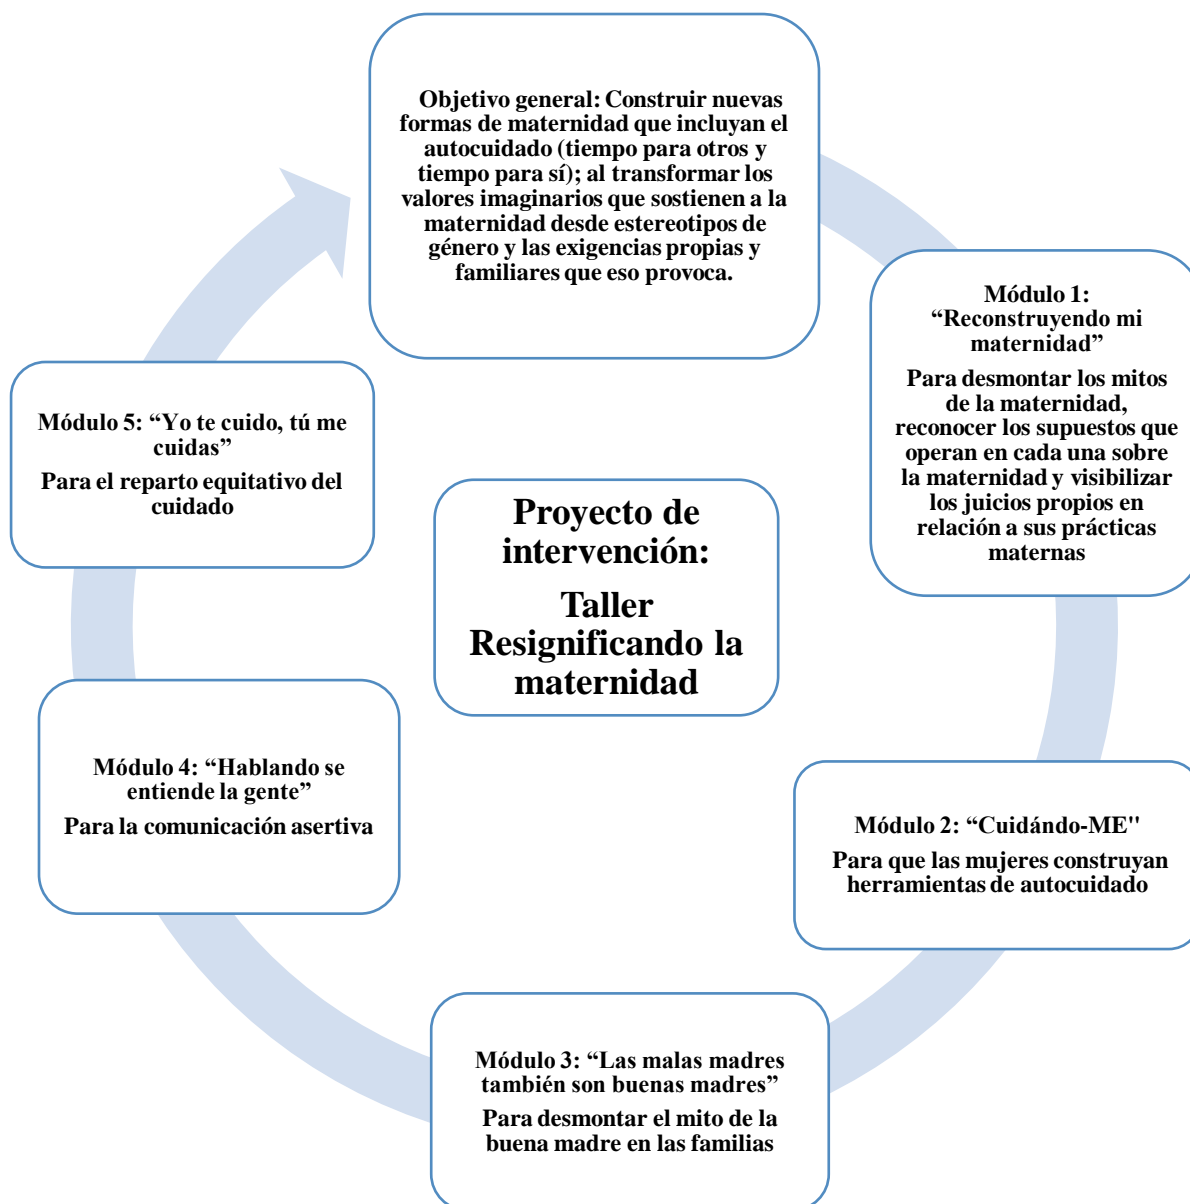 Objetivo general: Construir nuevas
formas de maternidad que incluyan el
autocuidado (tiempo para otros y
tiempo para sí); al transformar los
valores imaginarios que sostienen a la
maternidad desde estereotipos de
género y las exigencias propias y
familiares que eso provoca.
Módulo 1:
“Reconstruyendo mi
maternidad”
Para desmontar los mitos
de la maternidad,
reconocer los supuestos que
operan en cada una sobre
la maternidad y visibilizar
los juicios propios en
relación a sus prácticas
maternas
Módulo 2: “Cuidándo-ME"
Para que las mujeres construyan
herramientas de autocuidado
Módulo 3: “Las malas madres
también son buenas madres”
Para desmontar el mito de la
buena madre en las familias
Módulo 4: “Hablando se
entiende la gente”
Para la comunicación asertiva
Módulo 5: “Yo te cuido, tú me
cuidas”
Para el reparto equitativo del
cuidado
Proyecto de
intervención:
Taller
Resignificando la
maternidad